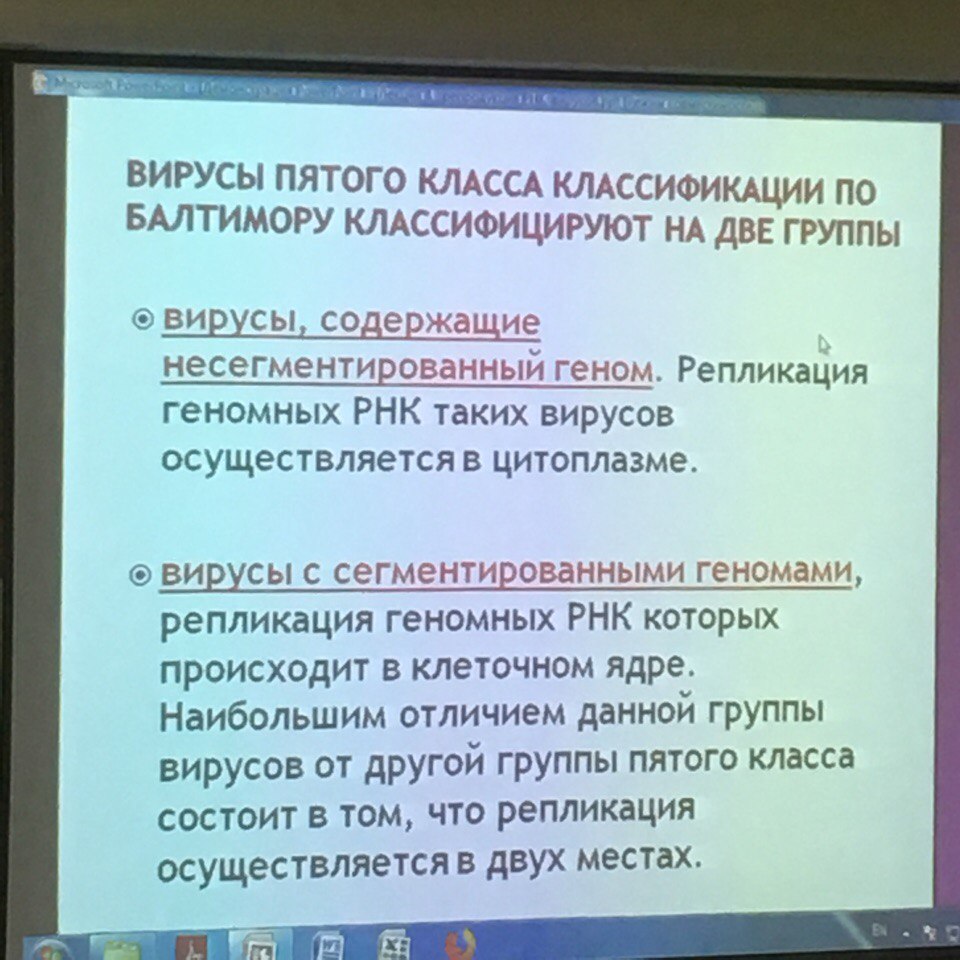 ВИРУСЫ ПЯТОГО КЛАССА КЛАССИФИКАЦИИ ПО
БАЛТИМОРУ КЛАССИФИЦИРУЮТ НА ДВЕ ГРУППЫ
вирусы, содержащие
несегментированный геном. Репликация
геномных РНК таких вирусов
осуществляется в цитоплазме.
вирусы с сегментированными геномами,
репликация геномных РНК которых
происходит в клеточном ядре.
Наибольшим отличием данной группы
вирусов от другой группы пятого класса
состоит в том, что репликация
осуществляется в двух местах.
EN